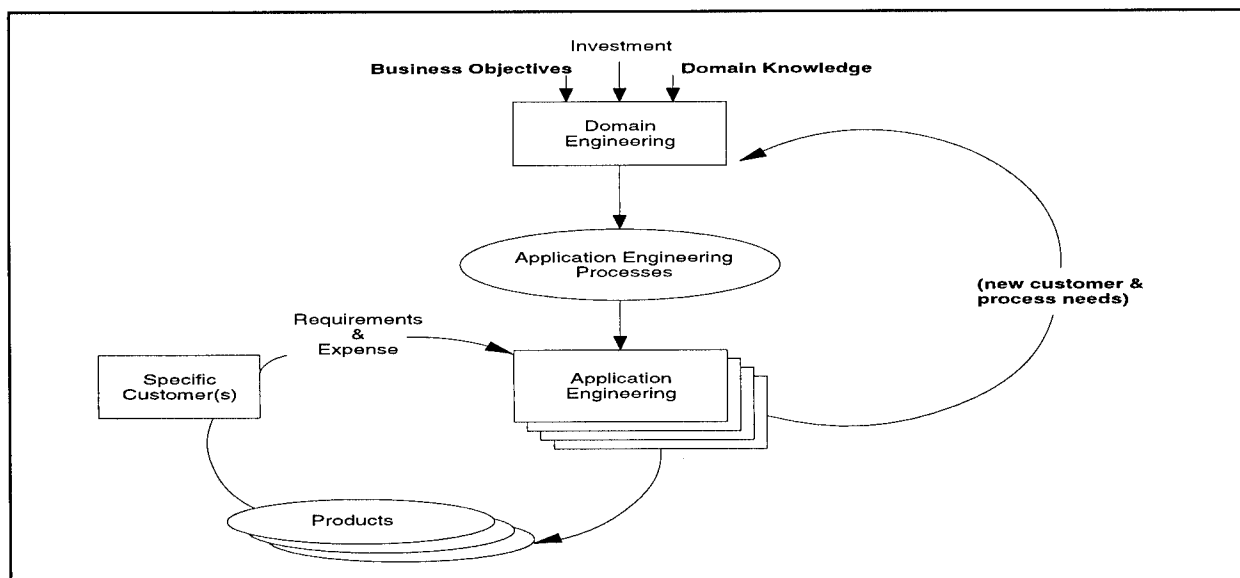 Investment
Business Objectives
Domain Knowledge
Domain
Engineering
Application Engineering
Processes
(new customer &
process needs)
Requirements
&
Expense
Specific
Customer(s)
Application
Engineering
Products